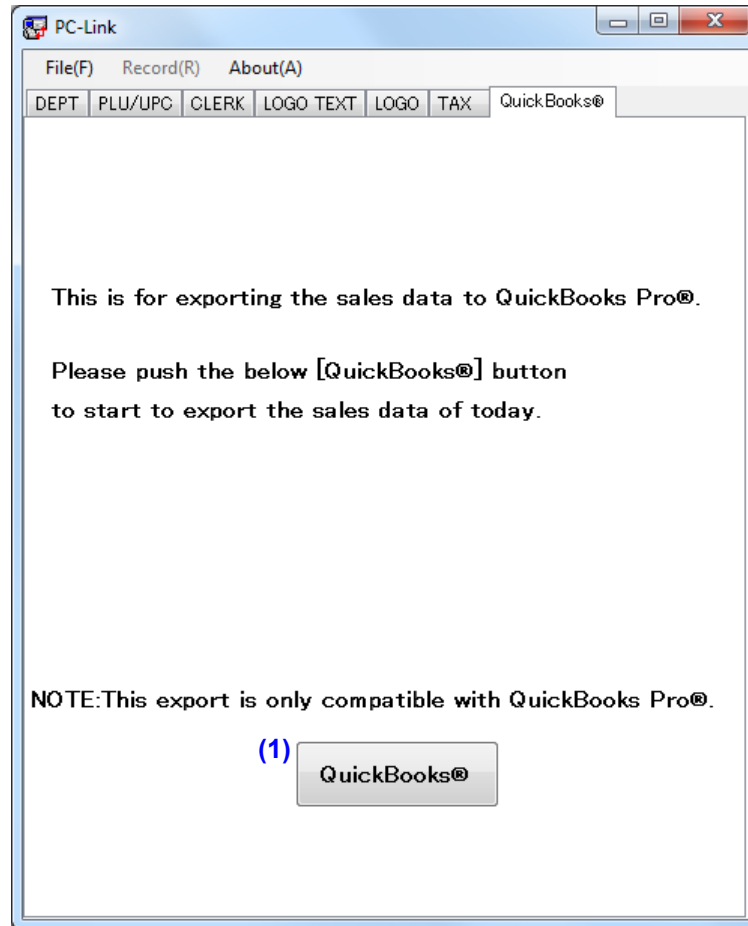 PC-Link
File(F) Record(R) About(A)
DEPT PLU/UPC CLERK LOGO TEXT LOGO TAX QuickBooks®
This is for exporting the sales data to QuickBooks Pro®.
Please push the below [QuickBooks®] button
to start to export the sales data of today.
NOTE:This export is only compatible with QuickBooks Pro®.
(1)
QuickBooks®